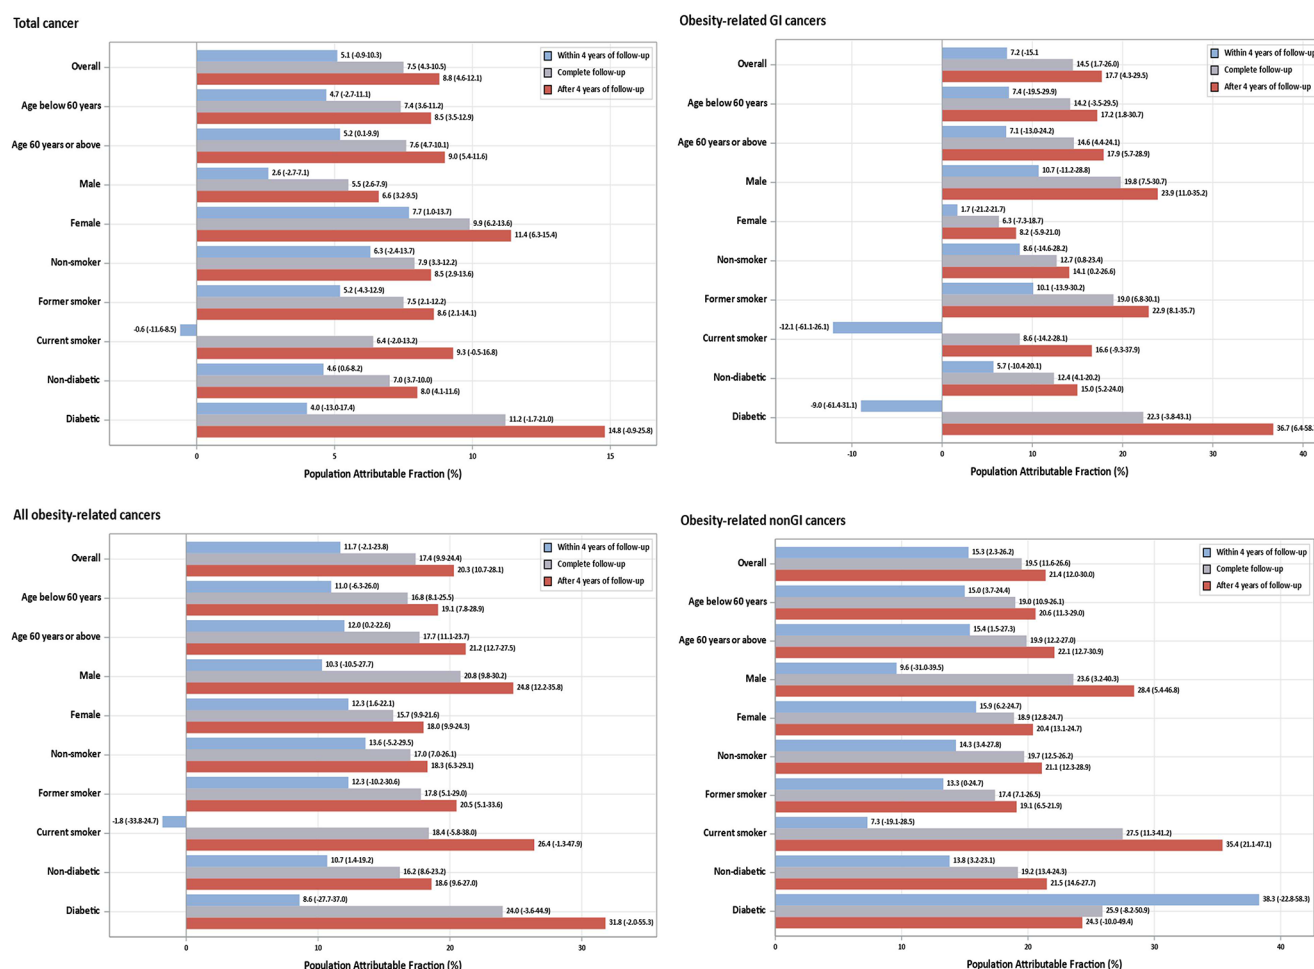 Total cancer
Within 4 years of follow-up
Complete follow-up
After 4 years of follow-up
Overall
5.1 (-0.9-10.3)
7.5 (4.3-10.5)
8.8 (4.6-12.1)
Age below 60 years
4.7 (-2.7-11.1)
7.4 (3.6-11.2)
8.5 (3.5-12.9)
Age 60 years or above
5.2 (0.1-9.9)
7.6 (4.7-10.1)
9.0 (5.4-11.6)
Male
2.6 (-2.7-7.1)
5.5 (2.6-7.9)
6.6 (3.2-9.5)
Female
7.7 (1.0-13.7)
9.9 (6.2-13.6)
11.4 (6.3-15.4)
Non-smoker
6.3 (-2.4-13.7)
7.9 (3.3-12.2)
8.5 (2.9-13.6)
Former smoker
5.2 (-4.3-12.9)
7.5 (2.1-12.2)
8.6 (2.1-14.1)
Current smoker
-0.6 (-11.6-8.5)
6.4 (-2.0-13.2)
9.3 (-0.5-16.8)
Non-diabetic
4.6 (0.6-8.2)
7.0 (3.7-10.0)
8.0 (4.1-11.6)
Diabetic
4.0 (-13.0-17.4)
11.2 (-1.7-21.0)
14.8 (-0.9-25.8)
0 5 10 15
Population Attributable Fraction (%)
Obesity-related GI cancers
Within 4 years of follow-up
Complete follow-up
After 4 years of follow-up
Overall
7.2 (-15.1
14.5 (1.7-26.0)
17.7 (4.3-29.5)
Age below 60 years
7.4 (-19.5-29.9)
14.2 (-3.5-29.5)
17.2 (1.8-30.7)
Age 60 years or above
7.1 (-13.0-24.2)
14.6 (4.4-24.1)
17.9 (5.7-28.9)
Male
10.7 (-11.2-28.8)
19.8 (7.5-30.7)
23.9 (11.0-35.2)
Female
1.7 (-21.2-21.7)
6.3 (-7.3-18.7)
8.2 (-5.9-21.0)
Non-smoker
8.6 (-14.6-28.2)
12.7 (0.8-23.4)
14.1 (0.2-26.6)
Former smoker
10.1 (-13.9-30.2)
19.0 (6.8-30.1)
22.9 (8.1-35.7)
Current smoker
-12.1 (-61.1-26.1)
8.6 (-14.2-28.1)
16.6 (-9.3-37.9)
Non-diabetic
5.7 (-10.4-20.1)
12.4 (4.1-20.2)
15.0 (5.2-24.0)
Diabetic
-9.0 (-61.4-31.1)
22.3 (-3.8-43.1)
36.7 (6.4-58.
-10 0 10 20 30 40
Population Attributable Fraction (%)
All obesity-related cancers
Within 4 years of follow-up
Complete follow-up
After 4 years of follow-up
Overall
11.7 (-2.1-23.8)
17.4 (9.9-24.4)
20.3 (10.7-28.1)
Age below 60 years
11.0 (-6.3-26.0)
16.8 (8.1-25.5)
19.1 (7.8-28.9)
Age 60 years or above
12.0 (0.2-22.6)
17.7 (11.1-23.7)
21.2 (12.7-27.5)
Male
10.3 (-10.5-27.7)
20.8 (9.8-30.2)
24.8 (12.2-35.8)
Female
12.3 (1.6-22.1)
15.7 (9.9-21.6)
18.0 (9.9-24.3)
Non-smoker
13.6 (-5.2-29.5)
17.0 (7.0-26.1)
18.3 (6.3-29.1)
Former smoker
12.3 (-10.2-30.6)
17.8 (5.1-29.0)
20.5 (5.1-33.6)
Current smoker
-1.8 (-33.8-24.7)
18.4 (-5.8-38.0)
26.4 (-1.3-47.9)
Non-diabetic
10.7 (1.4-19.2)
16.2 (8.6-23.2)
18.6 (9.6-27.0)
Diabetic
8.6 (-27.7-37.0)
24.0 (-3.6-44.9)
31.8 (-2.0-55.3)
0 10 20 30
Population Attributable Fraction (%)
Obesity-related nonGI cancers
Within 4 years of follow-up
Complete follow-up
After 4 years of follow-up
Overall
15.3 (2.3-26.2)
19.5 (11.6-26.6)
21.4 (12.0-30.0)
Age below 60 years
15.0 (3.7-24.4)
19.0 (10.9-26.1)
20.6 (11.3-29.0)
Age 60 years or above
15.4 (1.5-27.3)
19.9 (12.2-27.0)
22.1 (12.7-30.9)
Male
9.6 (-31.0-39.5)
23.6 (3.2-40.3)
28.4 (5.4-46.8)
Female
15.9 (6.2-24.7)
18.9 (12.8-24.7)
20.4 (13.1-24.7)
Non-smoker
14.3 (3.4-27.8)
19.7 (12.5-26.2)
21.1 (12.3-28.9)
Former smoker
13.3 (0-24.7)
17.4 (7.1-26.5)
19.1 (6.5-21.9)
Current smoker
7.3 (-19.1-28.5)
27.5 (11.3-41.2)
35.4 (21.1-47.1)
Non-diabetic
13.8 (3.2-23.1)
19.2 (13.4-24.3)
21.5 (14.6-27.7)
Diabetic
38.3 (-22.8-58.3)
25.9 (-8.2-50.9)
24.3 (-10.0-49.4)
0 10 20 30 40
Population Attributable Fraction (%)